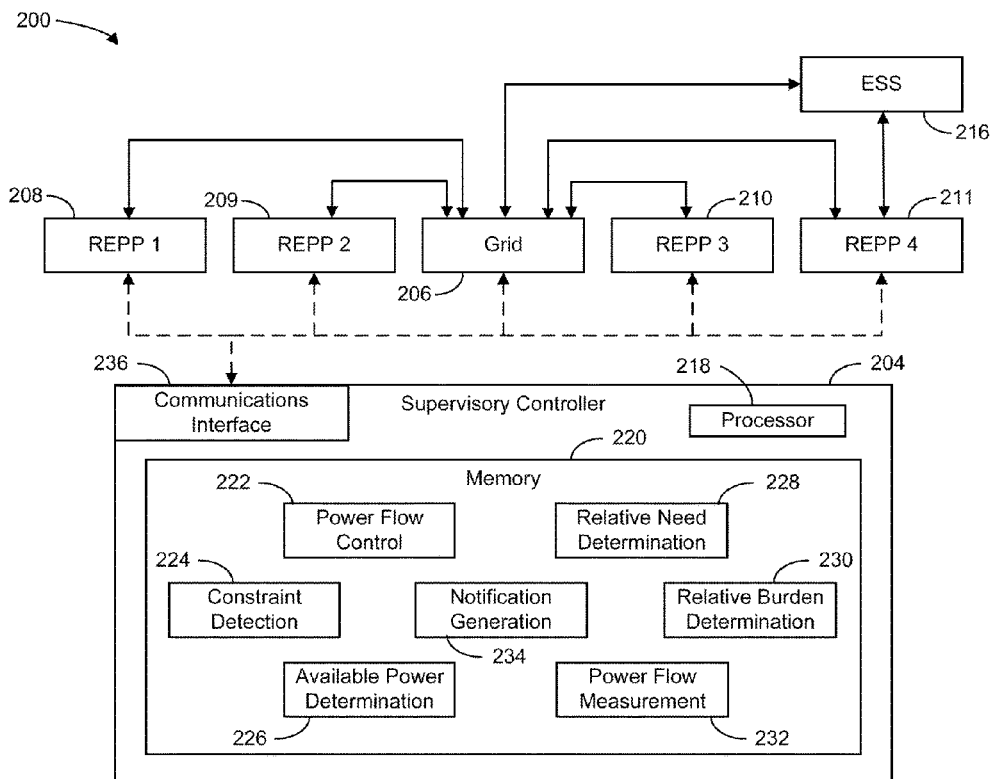 200
ESS
216
208
209
210
211
REPP 1
REPP 2
Grid
REPP 3
REPP 4
206
236
218
204
Communications
Interface
Supervisory Controller
Processor
220
Memory
222
228
Power Flow
Control
Relative Need
Determination
224
230
Constraint
Detection
Notification
Generation
Relative Burden
Determination
234
Available Power
Determination
Power Flow
Measurement
226
232